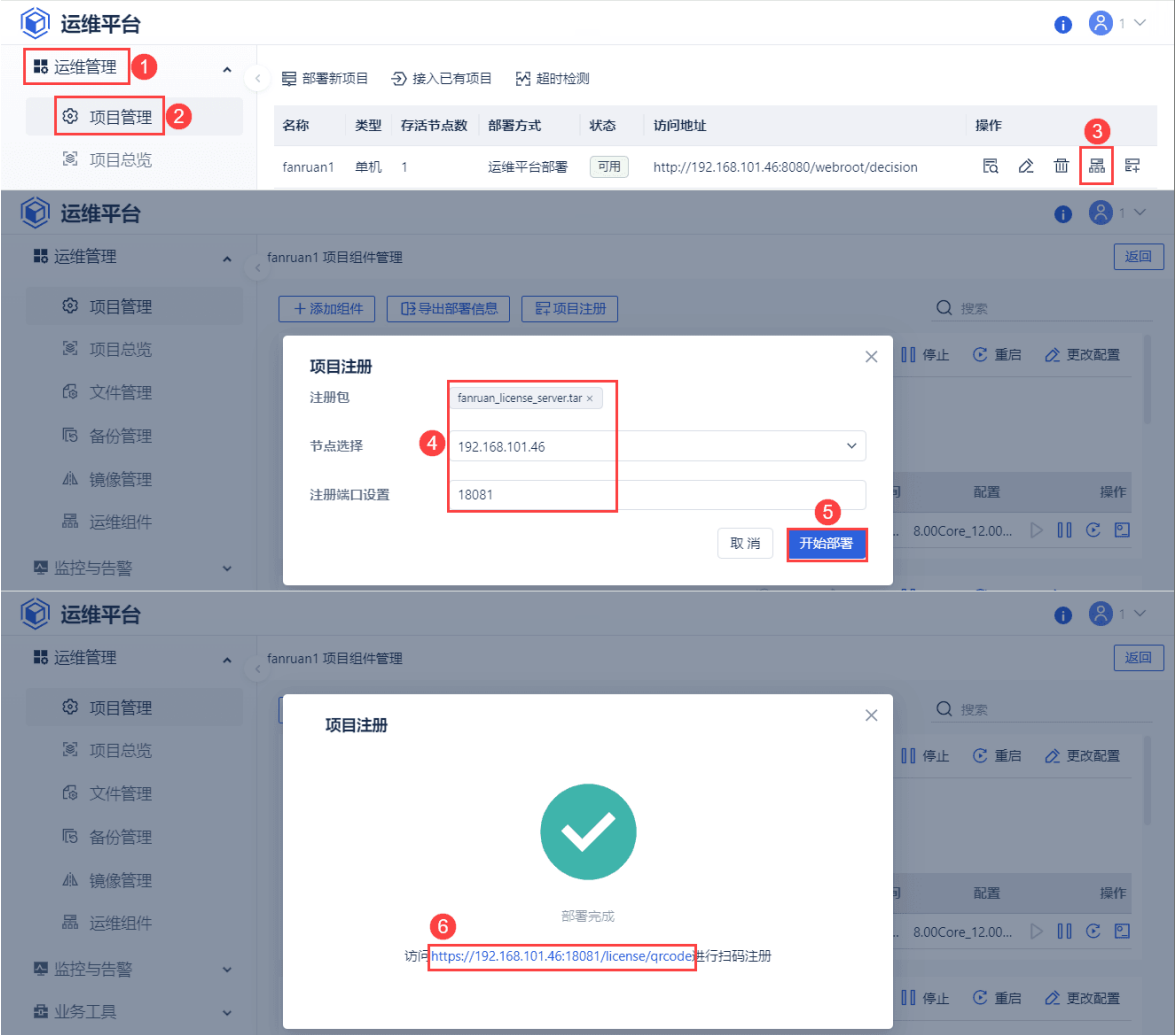 运维平台
1
运维管理 1
部署新项目 接入已有项目 超时检测
项目管理 2
名称 类型 存活节点数 部署方式 状态 访问地址 操作
3
项目总览
fanruan1 单机 1 运维平台部署 可用 http://192.168.101.46:8080/webroot/decision
运维平台
1
运维管理
fanruan1 项目组件管理 返回
项目管理
添加组件 导出部署信息 项目注册 搜索
项目总览
停止 重启 更改配置
项目注册
文件管理
注册包 fanruan_license_server.tar ×
备份管理
节点选择 4 192.168.101.46
镜像管理
注册端口设置 18081
配置 操作
运维组件
5
8.00Core_12.00...
取 消 开始部署
监控与告警
运维平台
1
运维管理
fanruan1 项目组件管理 返回
项目管理
搜索
项目注册
项目总览
停止 重启 更改配置
文件管理
备份管理
镜像管理
配置 操作
运维组件
部署完成
6
8.00Core_12.00...
访问https://192.168.101.46:18081/license/qrcode进行扫码注册
监控与告警
停止 重启 更改配置
业务工具